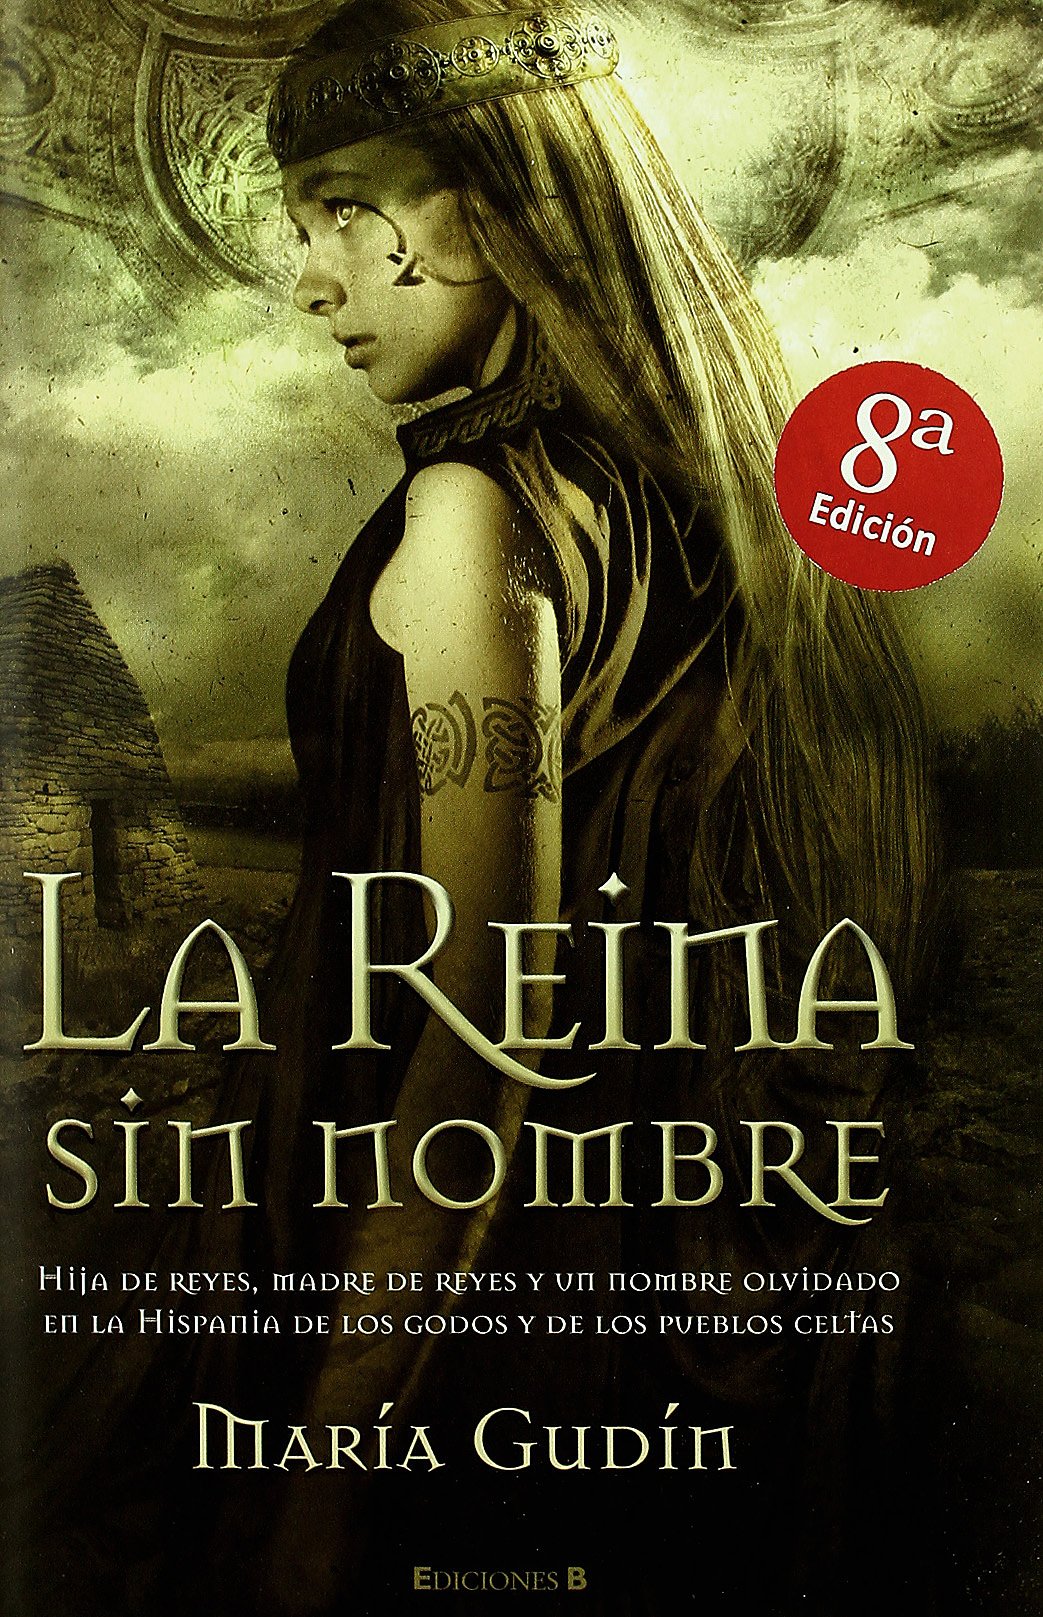 8ª
Edición
La Reina
sin nombre
Hija de reyes, madre de reyes y un nombre olvidado
en la Hispania de los godos y de los pueblos celtas
María Gudín
Ediciones B